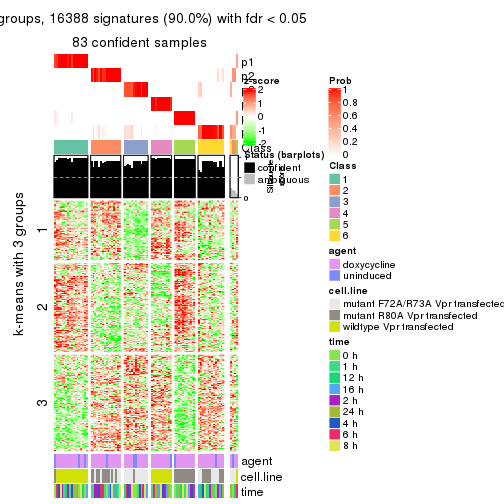 groups, 16388 signatures (90.0%) with fdr < 0.05
83 confident samples
p1
p2
z-score
2
1
0
-1
-2
Class
Status (barplots)
confident
ambiguous
0
k-means with 3 groups
1
2
3
agent
cell.line
time
Prob
1
0.8
0.6
0.4
0.2
0
Class
1
2
3
4
5
6
agent
doxycycline
uninduced
cell.line
mutant F72A/R73A Vpr transfected
mutant R80A Vpr transfected
wildtype Vpr transfected
time
0 h
1 h
12 h
16 h
2 h
24 h
4 h
6 h
8 h